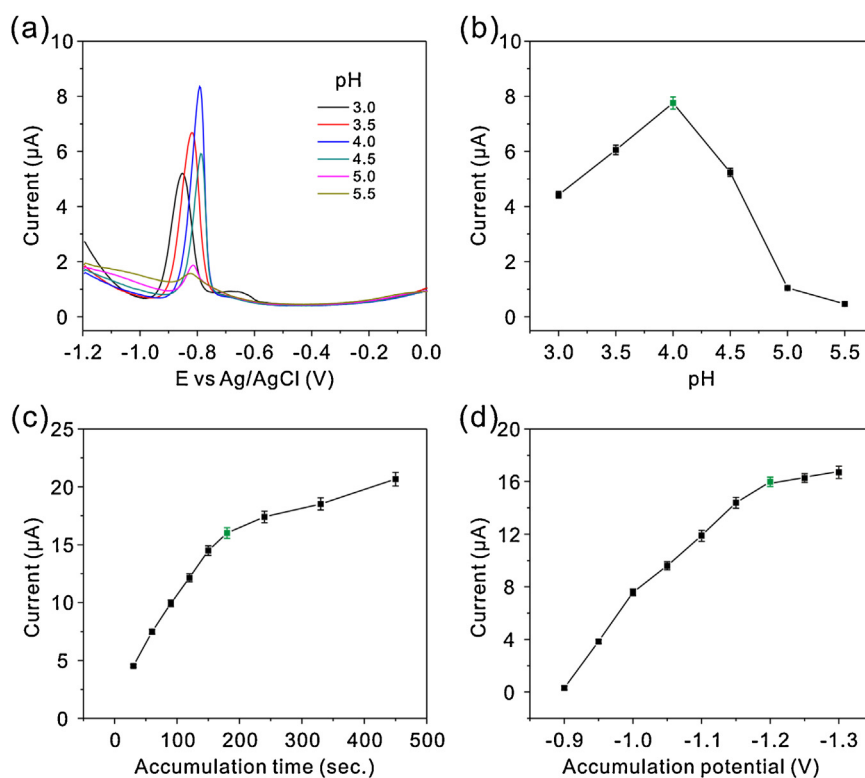 (a)
10
8
6
4
2
0
Current (μA)
pH
3.0
3.5
4.0
4.5
5.0
5.5
-1.2 -1.0 -0.8 -0.6 -0.4 -0.2 0.0
E vs Ag/AgCl (V)
(b)
10
8
6
4
2
0
Current (μA)
3.0 3.5 4.0 4.5 5.0 5.5
pH
(c)
25
20
15
10
5
0
Current (μA)
0 100 200 300 400 500
Accumulation time (sec.)
(d)
20
16
12
8
4
0
Current (μA)
-0.9 -1.0 -1.1 -1.2 -1.3
Accumulation potential (V)